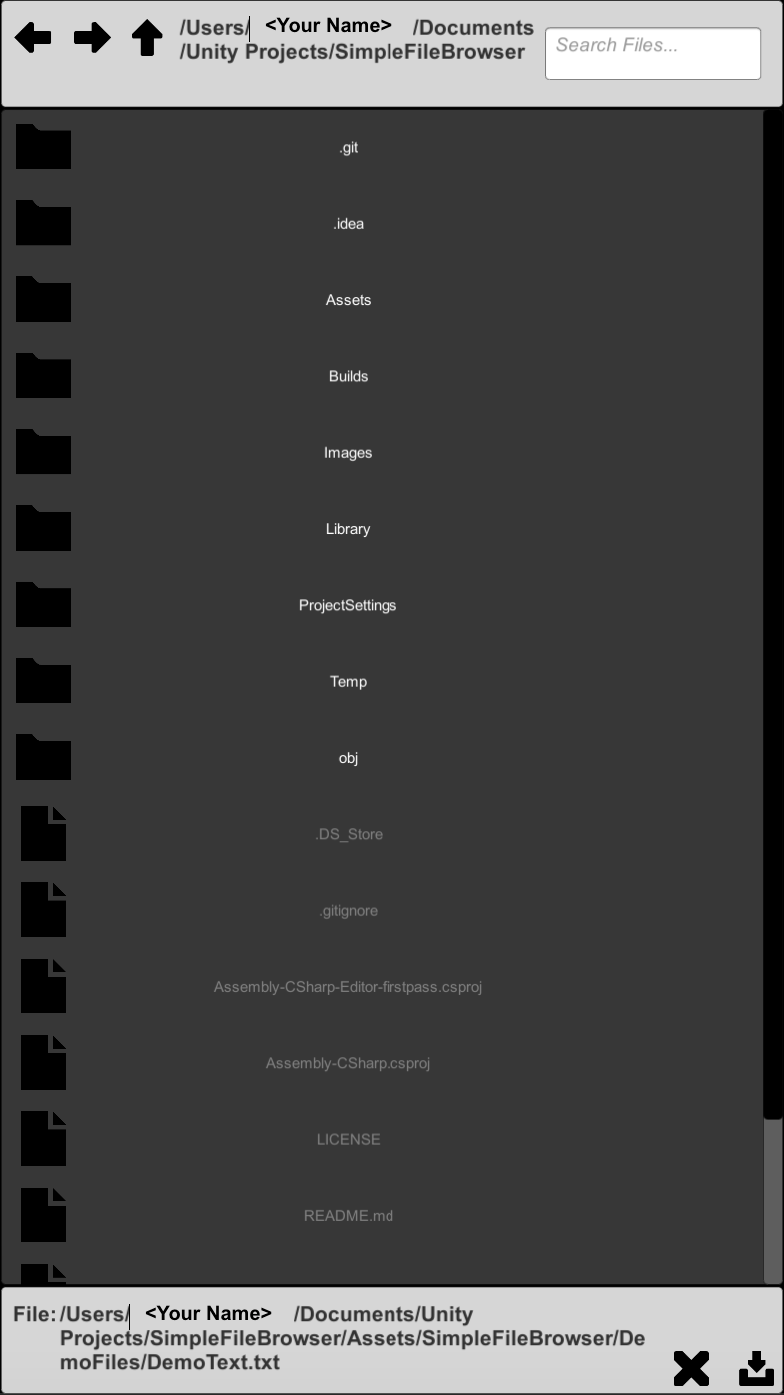 /Users/ <Your Name> /Documents
/Unity Projects/SimpleFileBrowser
Search Files...
.git
.idea
Assets
Builds
Images
Library
ProjectSettings
Temp
obj
.DS_Store
.gitignore
Assembly-CSharp-Editor-firstpass.csproj
Assembly-CSharp.csproj
LICENSE
README.md
File: /Users/ <Your Name> /Documents/Unity
Projects/SimpleFileBrowser/Assets/SimpleFileBrowser/De
moFiles/DemoText.txt